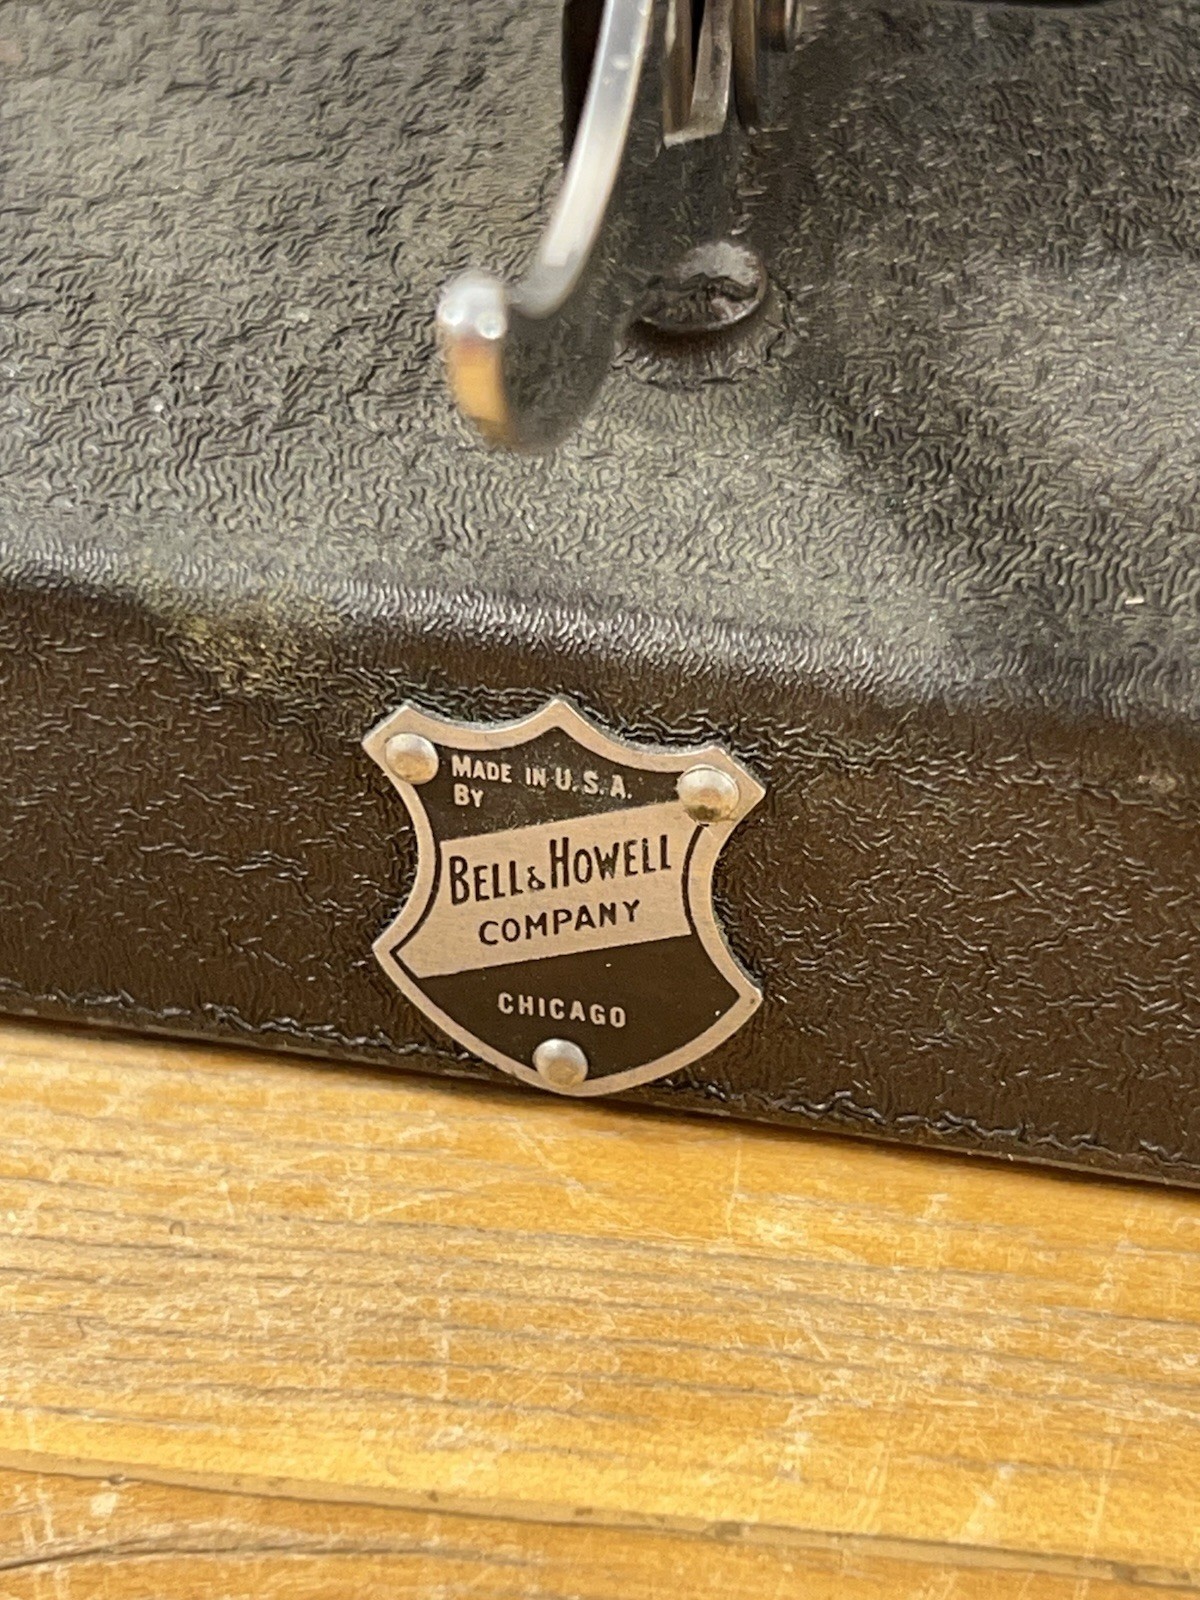 MADE IN U.S.A.
BY
BELL & HOWELL
COMPANY
CHICAGO